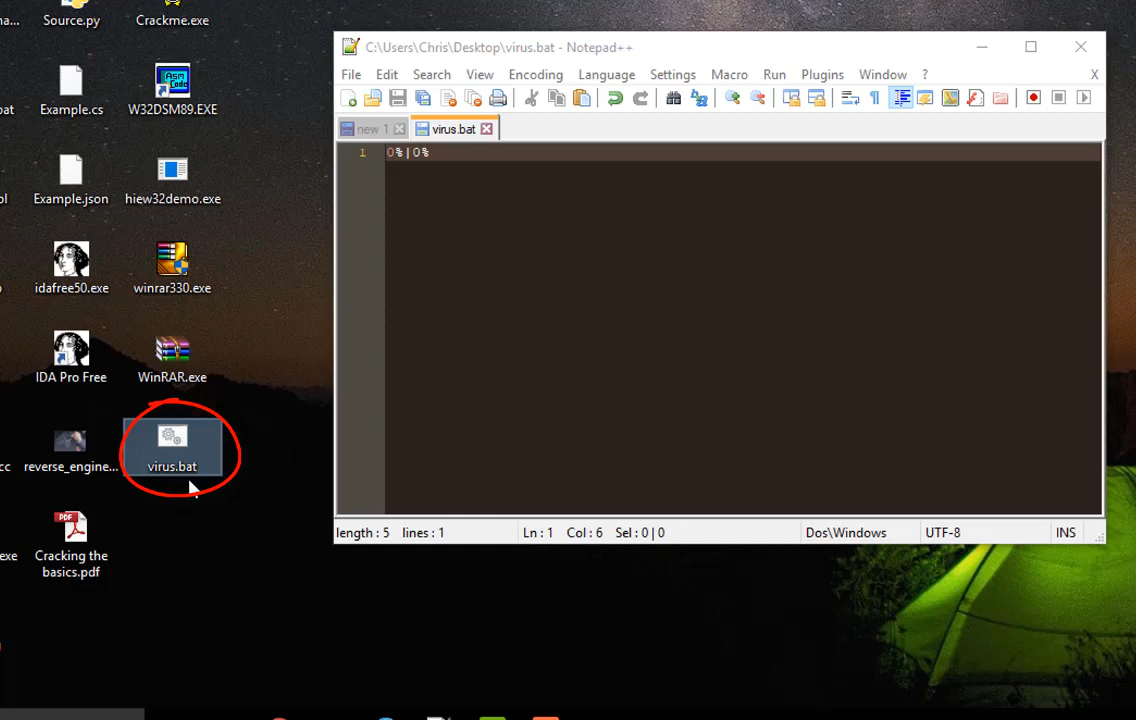 Source.py
Crackme.exe
C:\Users\Chris\Desktop\virus.bat - Notepad++
File Edit Search View Encoding Language Settings Macro Run Plugins Window ? X
Example.cs
W32DSM89.EXE
new 1
virus.bat
1 0%|0%
Example.json
hiew32demo.exe
idafree50.exe
winrar330.exe
IDA Pro Free
WinRAR.exe
reverse_engine...
virus.bat
length : 5 lines : 1 Ln : 1 Col : 6 Sel : 0 | 0 Dos\Windows UTF-8 INS
Cracking the
basics.pdf